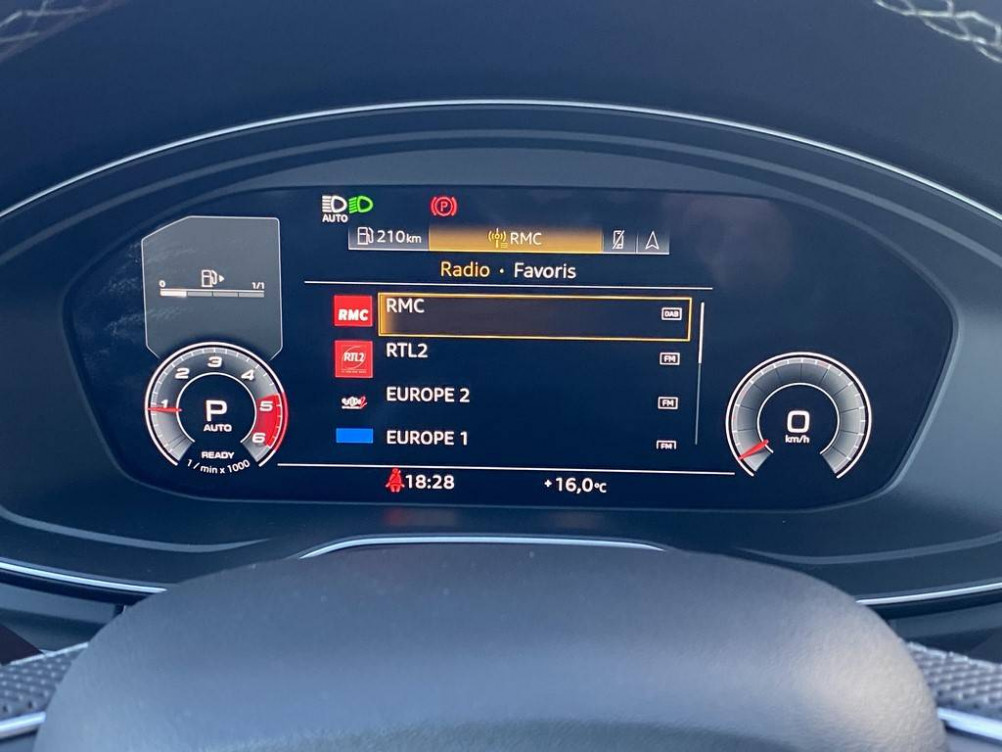 AUTO
P
210km
RMC
Radio · Favoris
0
1/1
RMC
RMC
DAB
RTL2
RTL2
FM
EUROPE 2
FM
EUROPE 1
FM
1
2
3
4
5
6
P
AUTO
READY
1 / min x 1000
0
km/h
18:28
+16,0°C